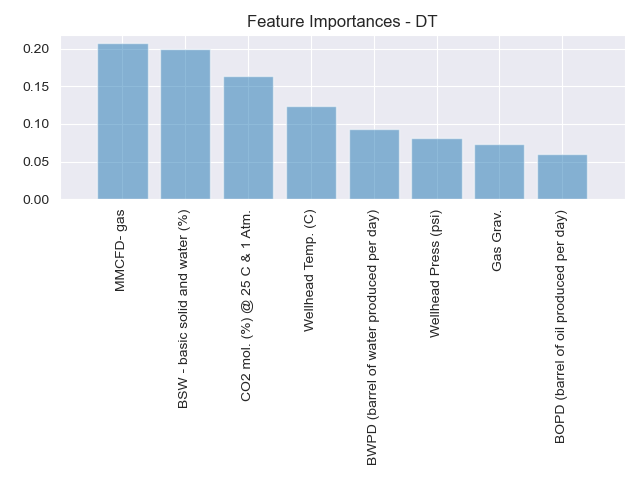 Feature Importances - DT
0.20
0.15
0.10
0.05
0.00
MMCFD- gas
BSW - basic solid and water (%)
CO2 mol. (%) @ 25 C & 1 Atm.
Wellhead Temp. (C)
BWPD (barrel of water produced per day)
Wellhead Press (psi)
Gas Grav.
BOPD (barrel of oil produced per day)